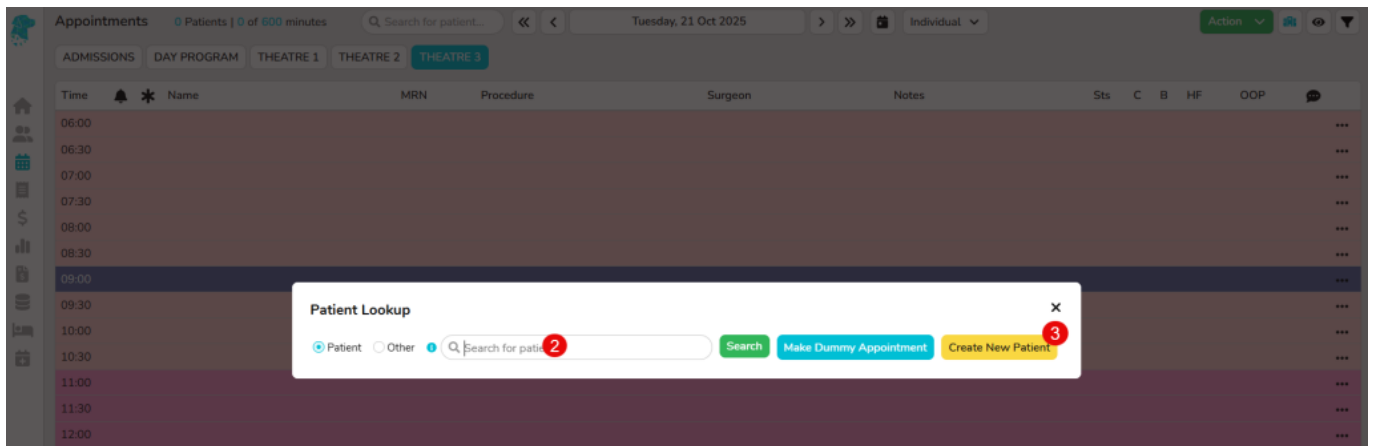 Appointments 0 Patients | 0 of 600 minutes Search for patient... Tuesday, 21 Oct 2025 Individual Action
ADMISSIONS DAY PROGRAM THEATRE 1 THEATRE 2 THEATRE 3
Time Name MRN Procedure Surgeon Notes Sts C B HF OOP
06:00
06:30
07:00
07:30
08:00
08:30
09:00
09:30
Patient Lookup
10:00
3
Patient Other Search for patie 2 Search Make Dummy Appointment Create New Patient
10:30
11:00
11:30
12:00